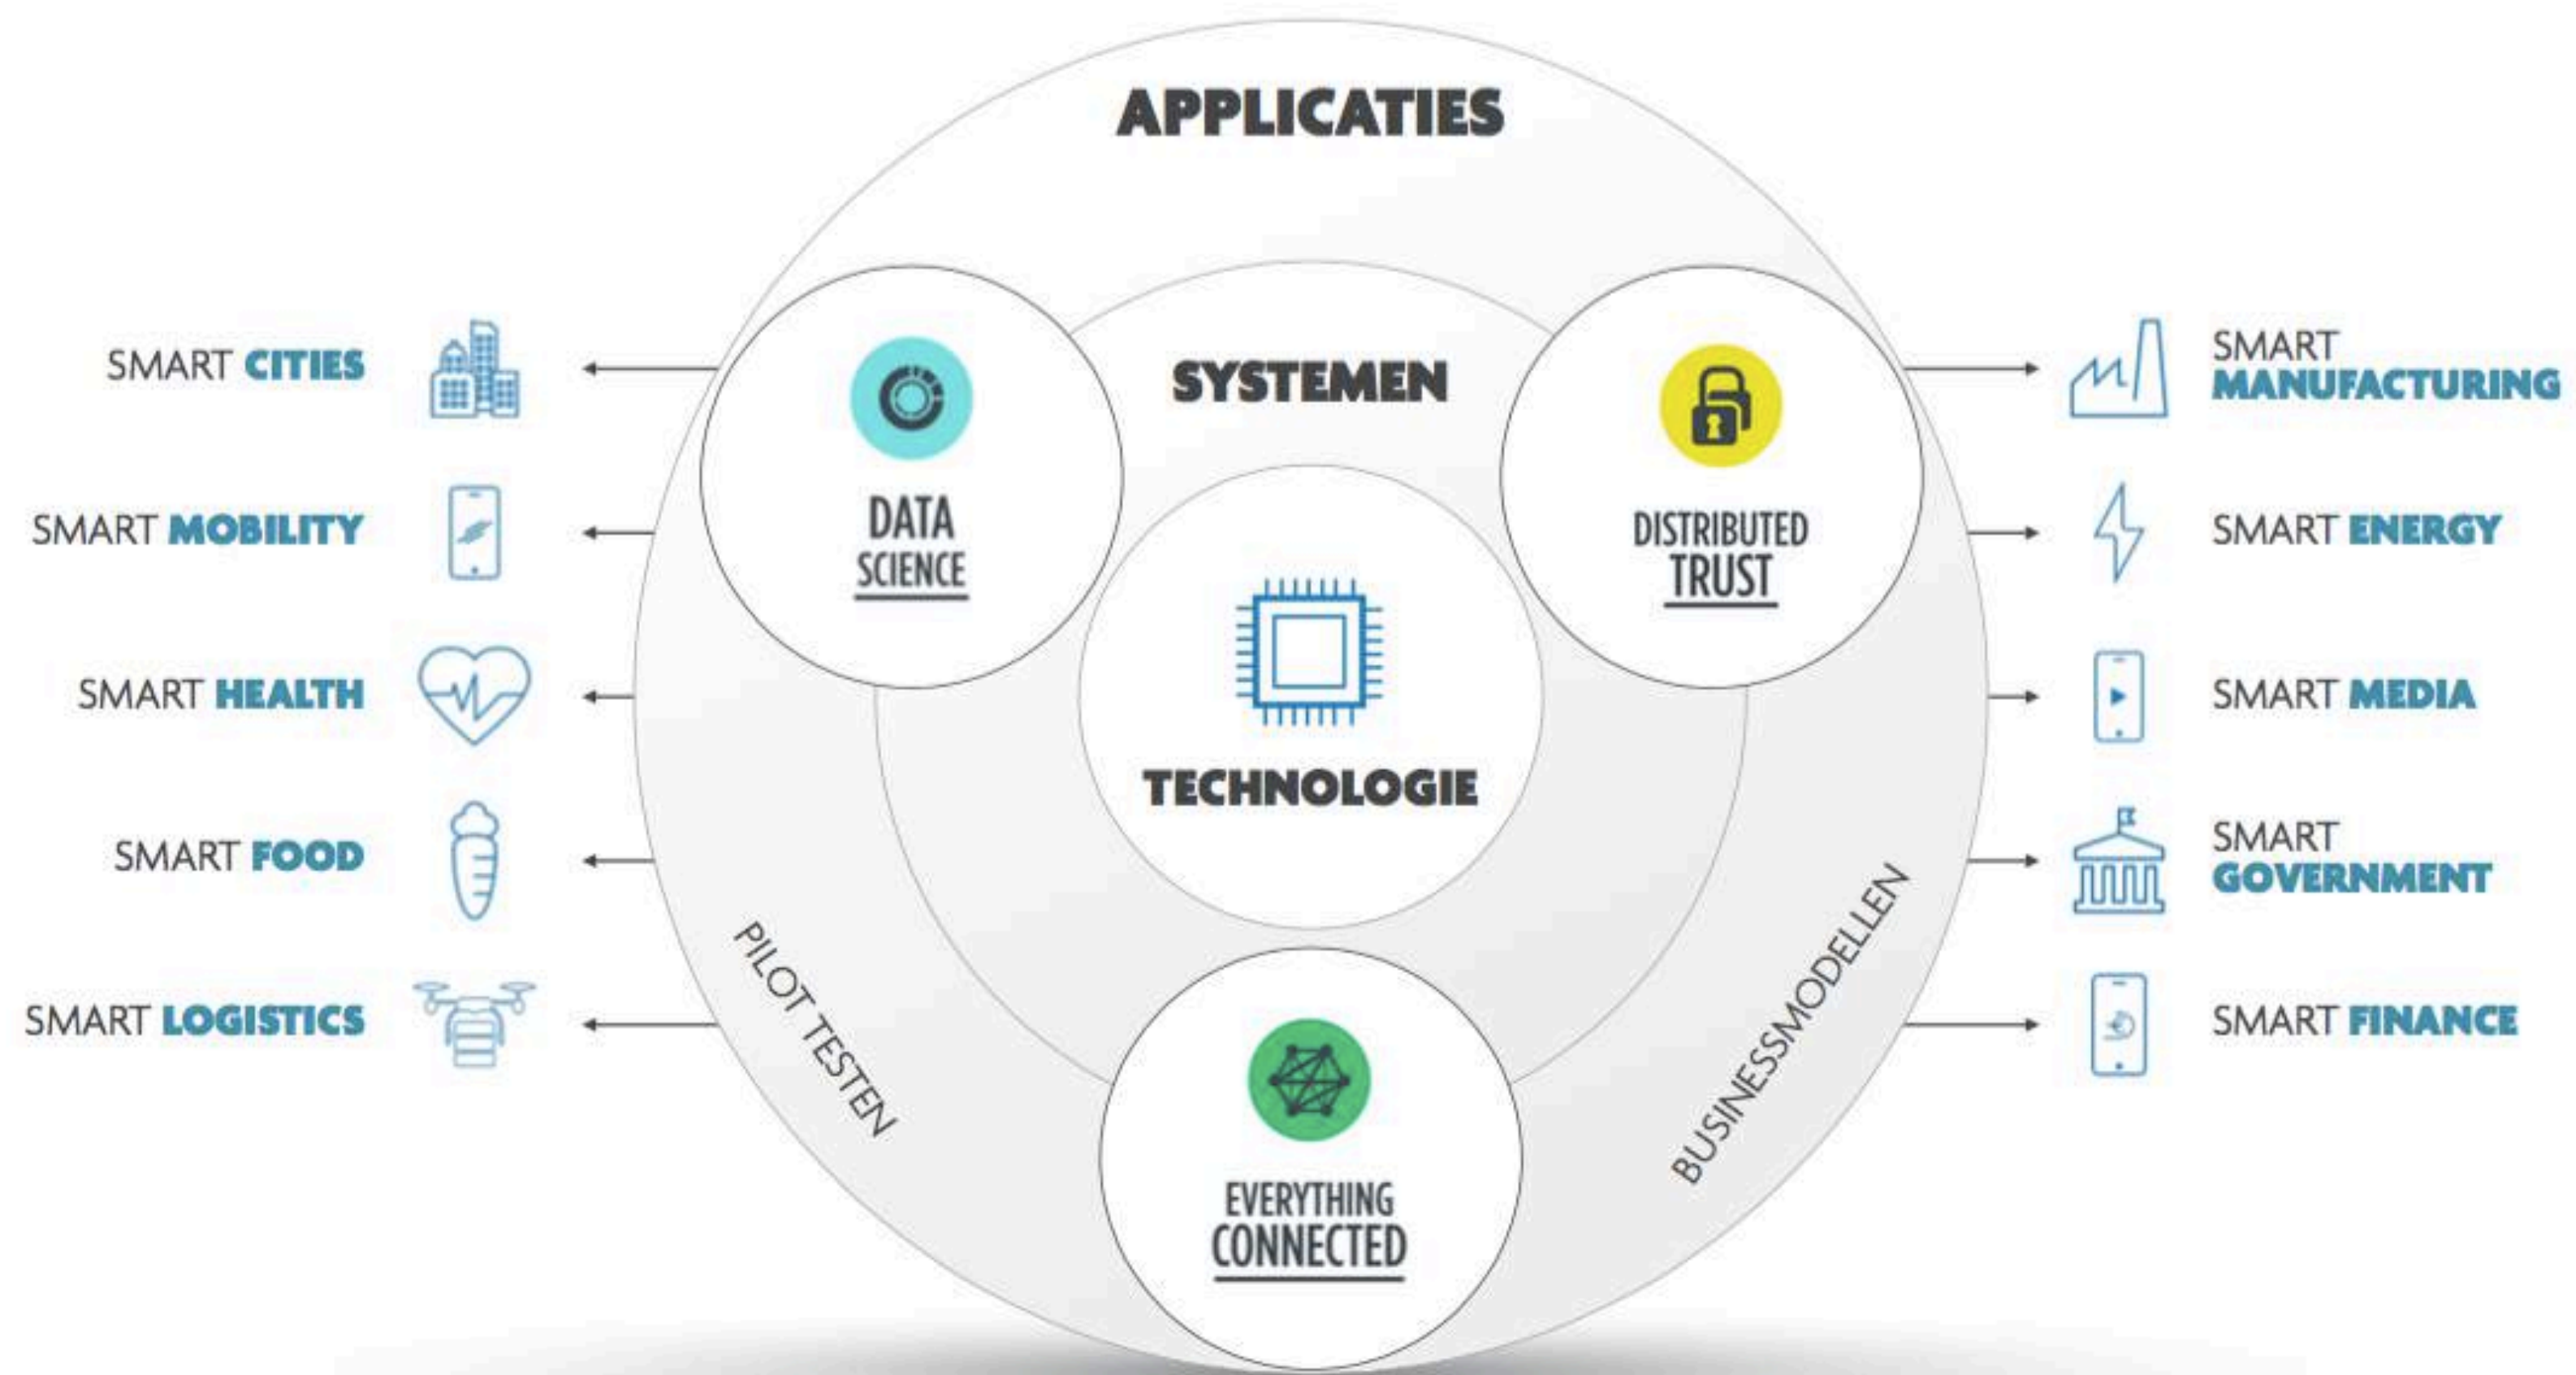 APPLICATIES
SYSTEMEN
TECHNOLOGIE
DATA
SCIENCE
DISTRIBUTED
TRUST
EVERYTHING
CONNECTED
PILOT TESTEN
BUSINESSMODELLEN
SMART CITIES
SMART MOBILITY
SMART HEALTH
SMART FOOD
SMART LOGISTICS
SMART
MANUFACTURING
SMART ENERGY
SMART MEDIA
SMART
GOVERNMENT
SMART FINANCE